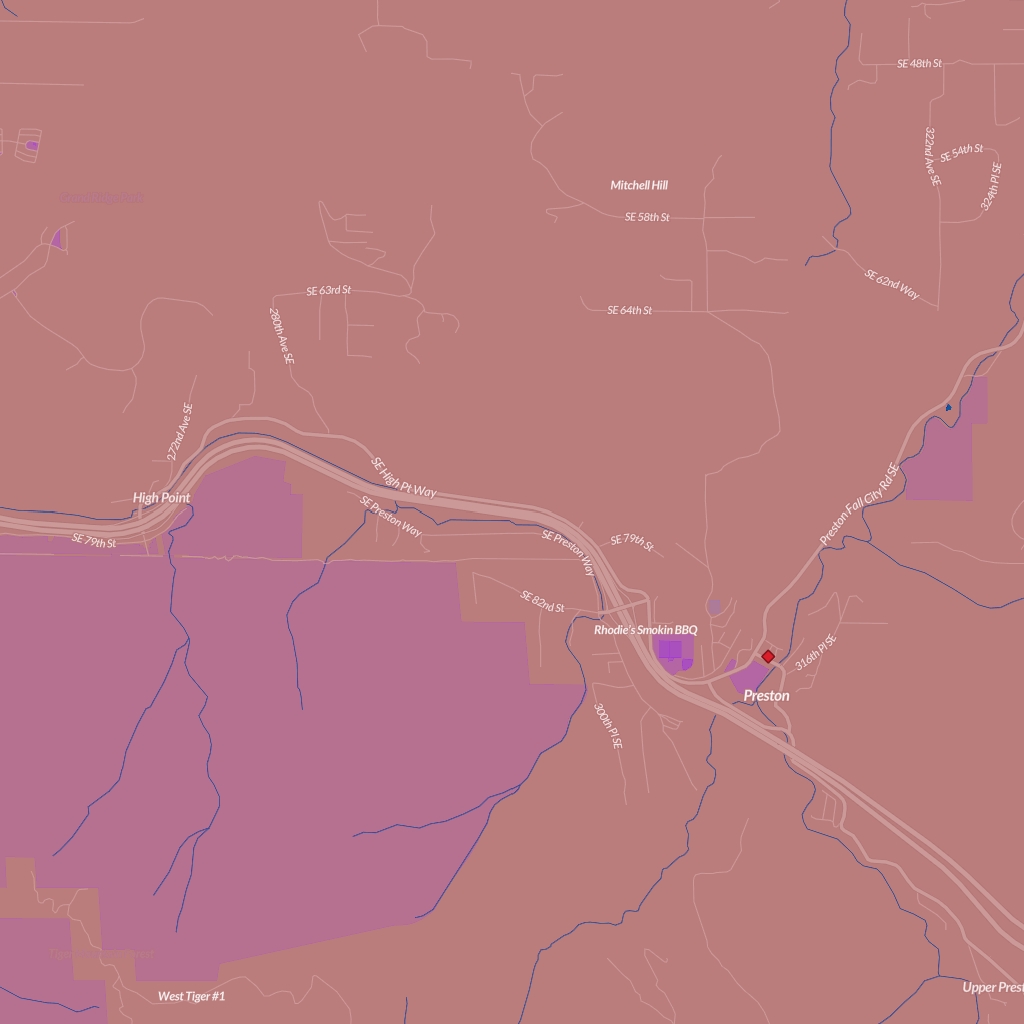 SE 48th St
322nd Ave SE
SE 54th St
324th Pl SE
Mitchell Hill
SE 58th St
SE 62nd Way
SE 63rd St
280th Ave SE
SE 64th St
272nd Ave SE
SE High Pt Way
High Point
SE Preston Way
SE 79th St
SE Preston Way
SE 79th St
Preston Fall City Rd SE
SE 82nd St
Rhodie's Smokin BBQ
316th Pl SE
Preston
300th Pl SE
West Tiger #1
Upper Prest